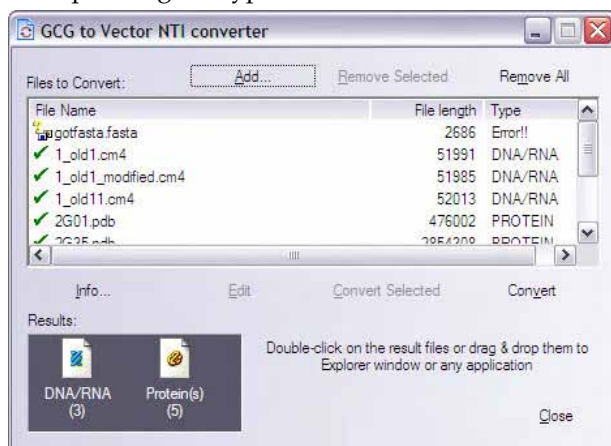 GCG to Vector NTI converter
Files to Convert: Add... Remove Selected Remove All
File Name File length Type
gotfasta.fasta 2686 Error!!
1_old1.cm4 51991 DNA/RNA
1_old1_modified.cm4 51985 DNA/RNA
1_old11.cm4 52013 DNA/RNA
2G01.pdb 476002 PROTEIN
PROTEIN
Info... Edit Convert Selected Convert
Results:
Double-click on the result files or drag & drop them to
Explorer window or any application
DNA/RNA Protein(s)
(3) (5)
Close